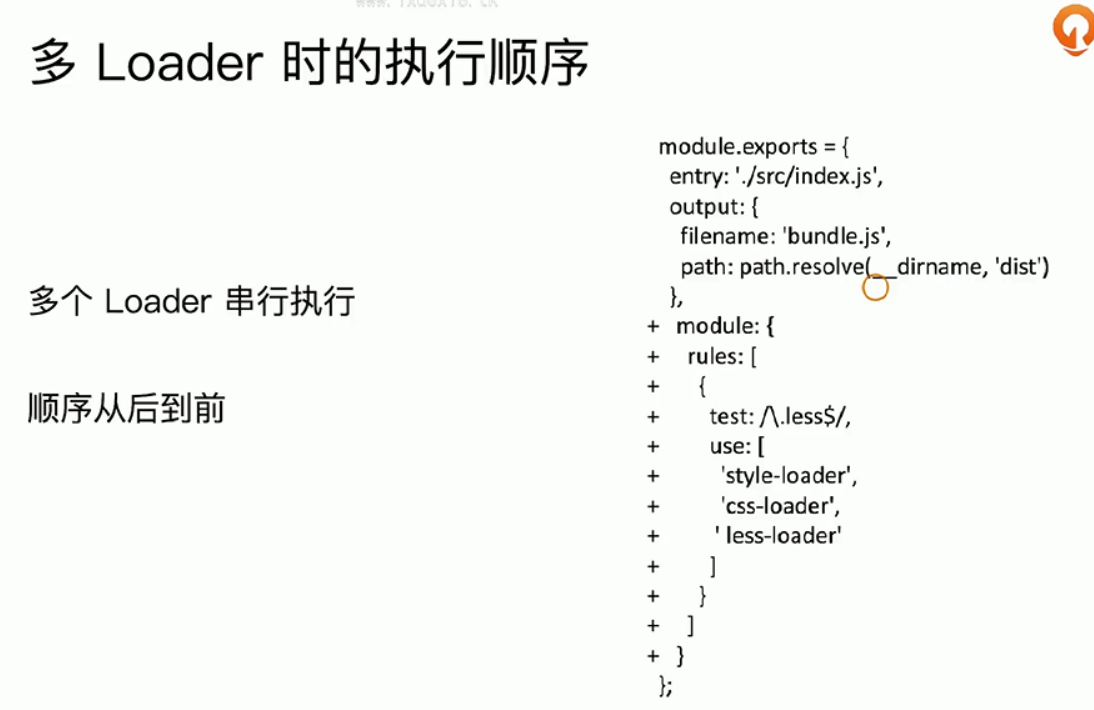 多 Loader 时的执行顺序
多个 Loader 串行执行
顺序从后到前
module.exports = {
entry: './src/index.js',
output: {
filename: 'bundle.js',
path: path.resolve(__dirname, 'dist')
},
+ module: {
+ rules: [
+ {
+ test: /\.less$/,
+ use: [
+ 'style-loader',
+ 'css-loader',
+ ' less-loader'
+ ]
+ }
+ ]
+ }
};